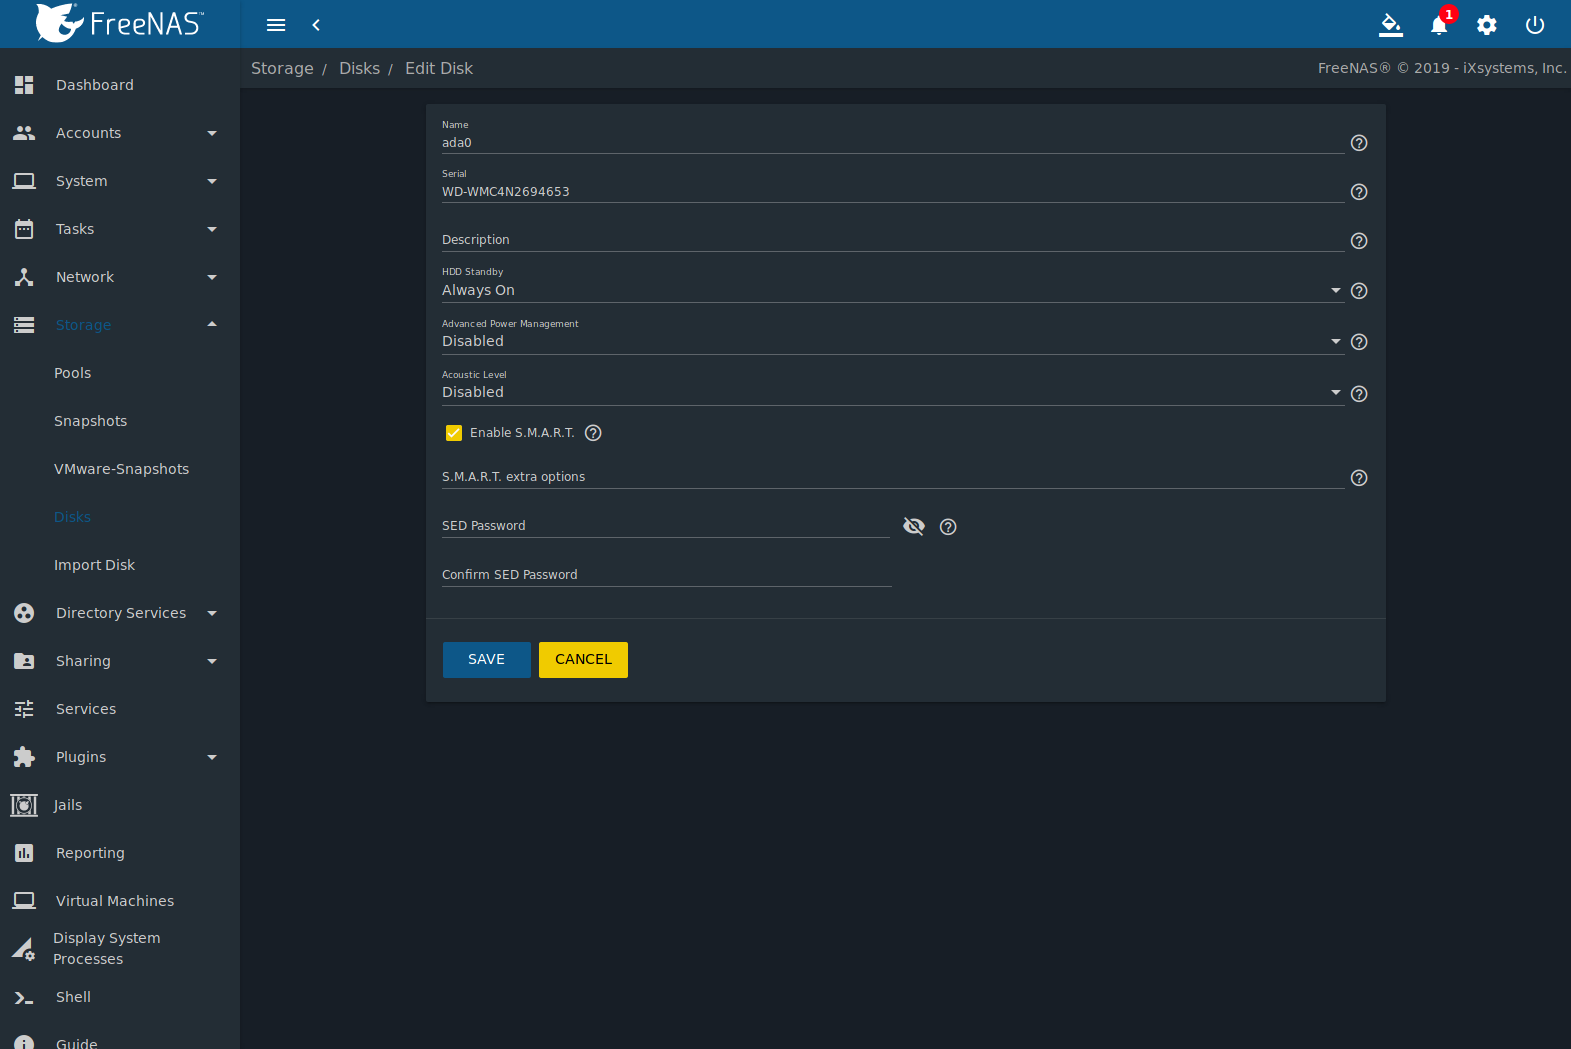 FreeNAS™
1
Storage / Disks / Edit Disk
FreeNAS® © 2019 - iXsystems, Inc.
Dashboard
Accounts
System
Tasks
Network
Storage
Pools
Snapshots
VMware-Snapshots
Disks
Import Disk
Directory Services
Sharing
Services
Plugins
Jails
Reporting
Virtual Machines
Display System
Processes
Shell
Guide
Name
ada0
Serial
WD-WMC4N2694653
Description
HDD Standby
Always On
Advanced Power Management
Disabled
Acoustic Level
Disabled
Enable S.M.A.R.T.
S.M.A.R.T. extra options
SED Password
Confirm SED Password
SAVE CANCEL